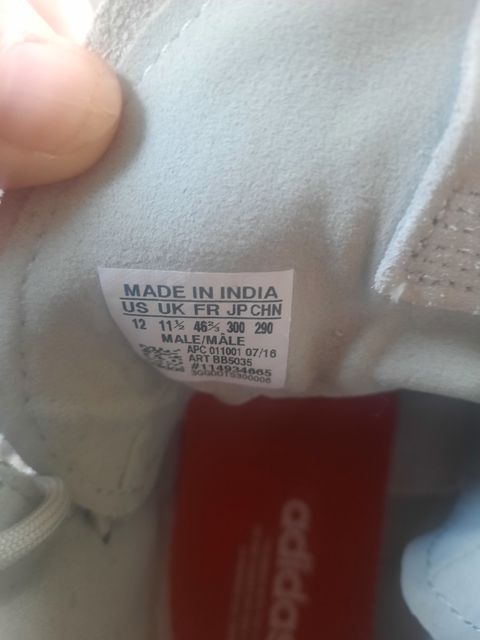 MADE IN INDIA
US UK FR JP CHN
12 11½ 46⅔ 300 290
MALE/MÂLE
APC 011001 07/16
ART BB5035
#114934665
adidas